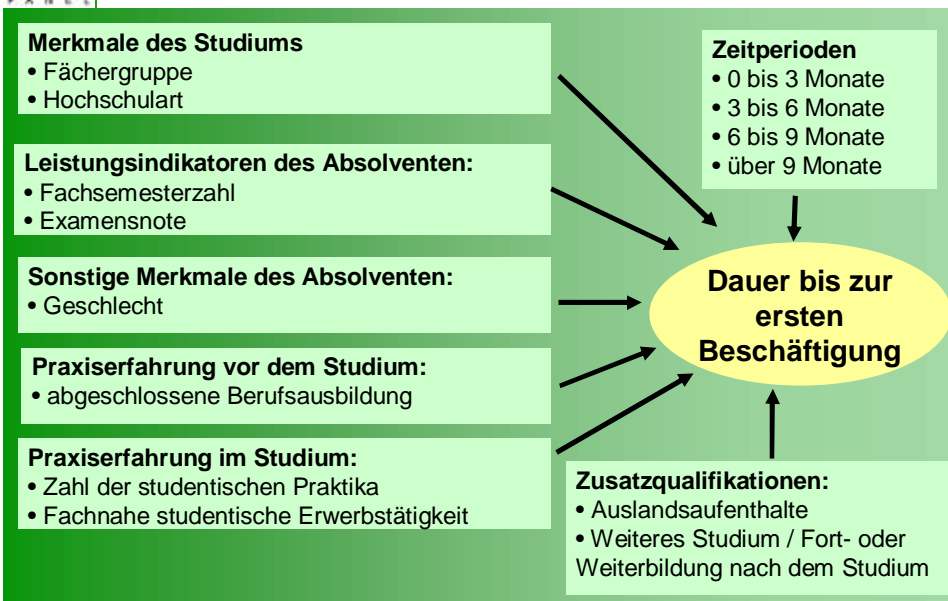 Merkmale des Studiums
• Fächergruppe
• Hochschulart
Leistungsindikatoren des Absolventen:
• Fachsemesterzahl
• Examensnote
Sonstige Merkmale des Absolventen:
• Geschlecht
Praxiserfahrung vor dem Studium:
• abgeschlossene Berufsausbildung
Praxiserfahrung im Studium:
• Zahl der studentischen Praktika
• Fachnahe studentische Erwerbstätigkeit
Zeitperioden
• 0 bis 3 Monate
• 3 bis 6 Monate
• 6 bis 9 Monate
• über 9 Monate
Dauer bis zur
ersten
Beschäftigung
Zusatzqualifikationen:
• Auslandsaufenthalte
• Weiteres Studium / Fort- oder
Weiterbildung nach dem Studium